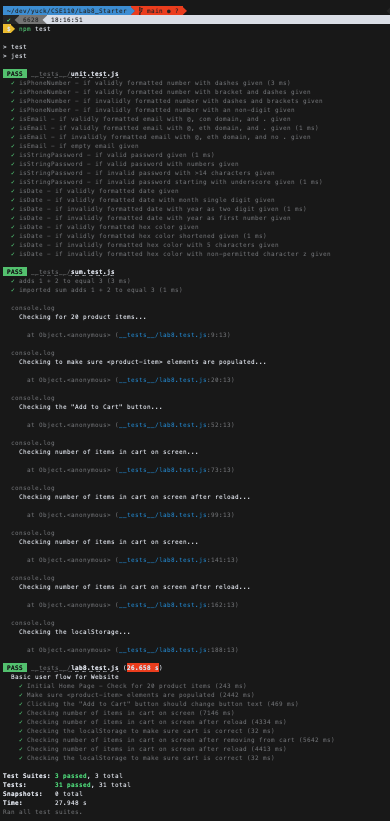 ~/dev/yuck/CSE110/Lab8_Starter main ● ?
✓ 6628 18:16:51
npm test

> test
> jest

PASS __tests__/unit.test.js
✓ isPhoneNumber – if validly formatted number with dashes given (3 ms)
✓ isPhoneNumber – if validly formatted number with bracket and dashes given
✓ isPhoneNumber – if invalidly formatted number with dashes and brackets given
✓ isPhoneNumber – if invalidly formatted number with an non-digit given
✓ isEmail – if validly formatted email with @, com domain, and . given
✓ isEmail – if validly formatted email with @, eth domain, and . given (1 ms)
✓ isEmail – if invalidly formatted email with @, eth domain, and no . given
✓ isEmail – if empty email given
✓ isStringPassword – if valid password given (1 ms)
✓ isStringPassword – if valid password with numbers given
✓ isStringPassword – if invalid password with >14 characters given
✓ isStringPassword – if invalid password starting with underscore given (1 ms)
✓ isDate – if validly formatted date given
✓ isDate – if validly formatted date with month single digit given
✓ isDate – if invalidly formatted date with year as two digit given (1 ms)
✓ isDate – if invalidly formatted date with year as first number given
✓ isDate – if validly formatted hex color given
✓ isDate – if validly formatted hex color shortened given (1 ms)
✓ isDate – if invalidly formatted hex color with 5 characters given
✓ isDate – if invalidly formatted hex color with non-permitted character z given

PASS __tests__/sum.test.js
✓ adds 1 + 2 to equal 3 (3 ms)
✓ imported sum adds 1 + 2 to equal 3 (1 ms)

console.log
Checking for 20 product items...

at Object.<anonymous> (__tests__/lab8.test.js:9:13)

console.log
Checking to make sure <product-item> elements are populated...

at Object.<anonymous> (__tests__/lab8.test.js:20:13)

console.log
Checking the "Add to Cart" button...

at Object.<anonymous> (__tests__/lab8.test.js:52:13)

console.log
Checking number of items in cart on screen...

at Object.<anonymous> (__tests__/lab8.test.js:73:13)

console.log
Checking number of items in cart on screen after reload...

at Object.<anonymous> (__tests__/lab8.test.js:99:13)

console.log
Checking number of items in cart on screen...

at Object.<anonymous> (__tests__/lab8.test.js:141:13)

console.log
Checking number of items in cart on screen after reload...

at Object.<anonymous> (__tests__/lab8.test.js:162:13)

console.log
Checking the localStorage...

at Object.<anonymous> (__tests__/lab8.test.js:188:13)

PASS __tests__/lab8.test.js (26.658 s)
Basic user flow for Website
✓ Initial Home Page – Check for 20 product items (243 ms)
✓ Make sure <product-item> elements are populated (2442 ms)
✓ Clicking the "Add to Cart" button should change button text (469 ms)
✓ Checking number of items in cart on screen (7146 ms)
✓ Checking number of items in cart on screen after reload (4334 ms)
✓ Checking the localStorage to make sure cart is correct (32 ms)
✓ Checking number of items in cart on screen after removing from cart (5642 ms)
✓ Checking number of items in cart on screen after reload (4413 ms)
✓ Checking the localStorage to make sure cart is correct (32 ms)

Test Suites: 3 passed, 3 total
Tests: 31 passed, 31 total
Snapshots: 0 total
Time: 27.948 s
Ran all test suites.